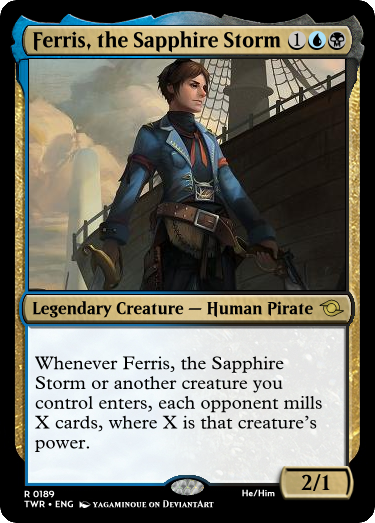 Ferris, the Sapphire Storm 1
Legendary Creature — Human Pirate
Whenever Ferris, the Sapphire
Storm or another creature you
control enters, each opponent mills
X cards, where X is that creature's
power.
2/1
R 0189 He/Him
TWR • ENG YAGAMINOUE ON DEVIANTART